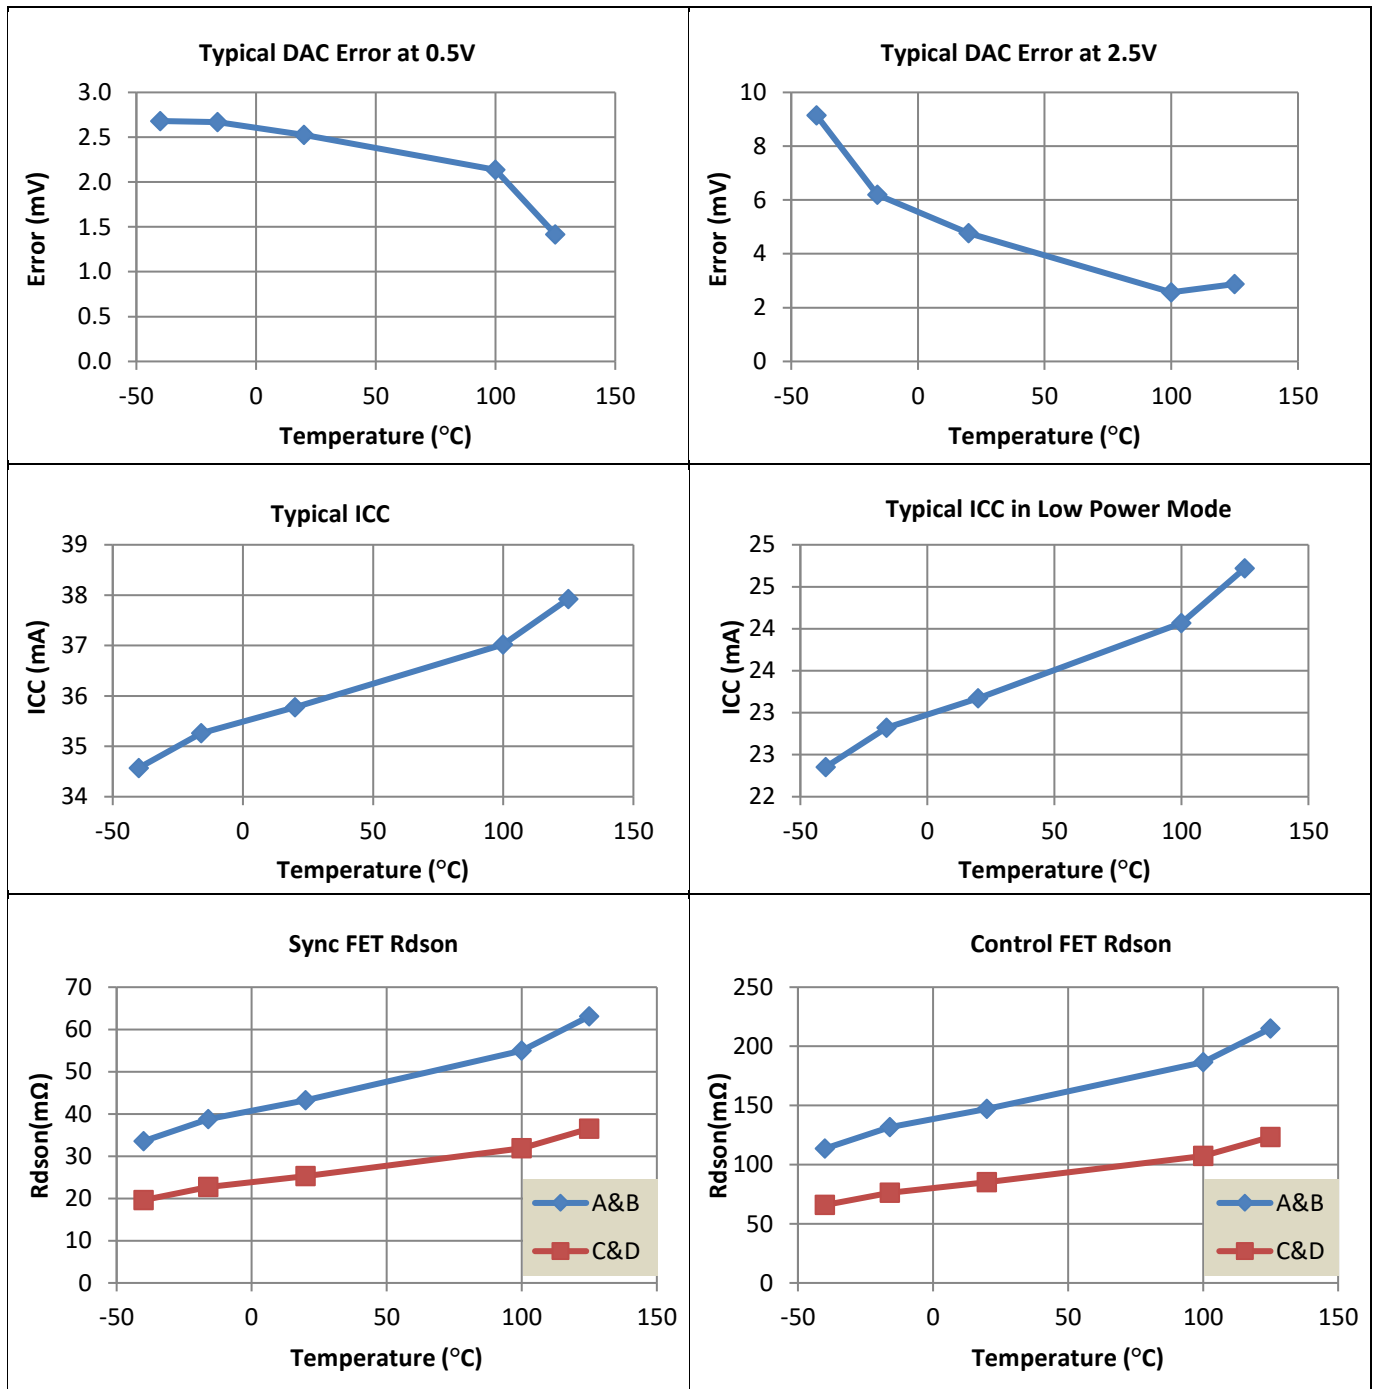 Typical DAC Error at 0.5V
3.0
2.5
2.0
1.5
1.0
0.5
0.0
Error (mV)
-50 0 50 100 150
Temperature (°C)
Typical DAC Error at 2.5V
10
8
6
4
2
0
Error (mV)
-50 0 50 100 150
Temperature (°C)
Typical ICC
39
38
37
36
35
34
ICC (mA)
-50 0 50 100 150
Temperature (°C)
Typical ICC in Low Power Mode
25
25
24
24
23
23
22
ICC (mA)
-50 0 50 100 150
Temperature (°C)
Sync FET Rdson
70
60
50
40
30
20
10
0
Rdson(mΩ)
A&B
C&D
-50 0 50 100 150
Temperature (°C)
Control FET Rdson
250
200
150
100
50
0
Rdson(mΩ)
A&B
C&D
-50 0 50 100 150
Temperature (°C)